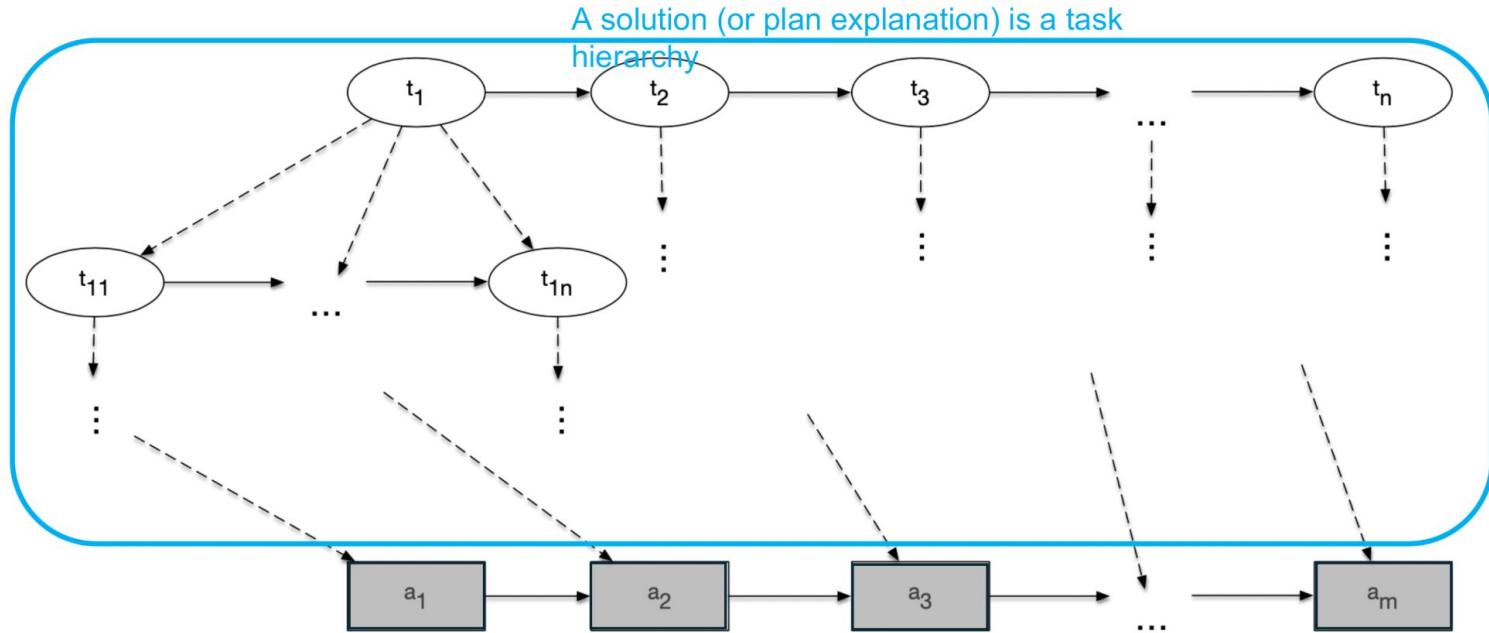 A solution (or plan explanation) is a task
hierarchy
t1 t2 t3 ... tn
t11 ... t1n
a1 a2 a3 ... am